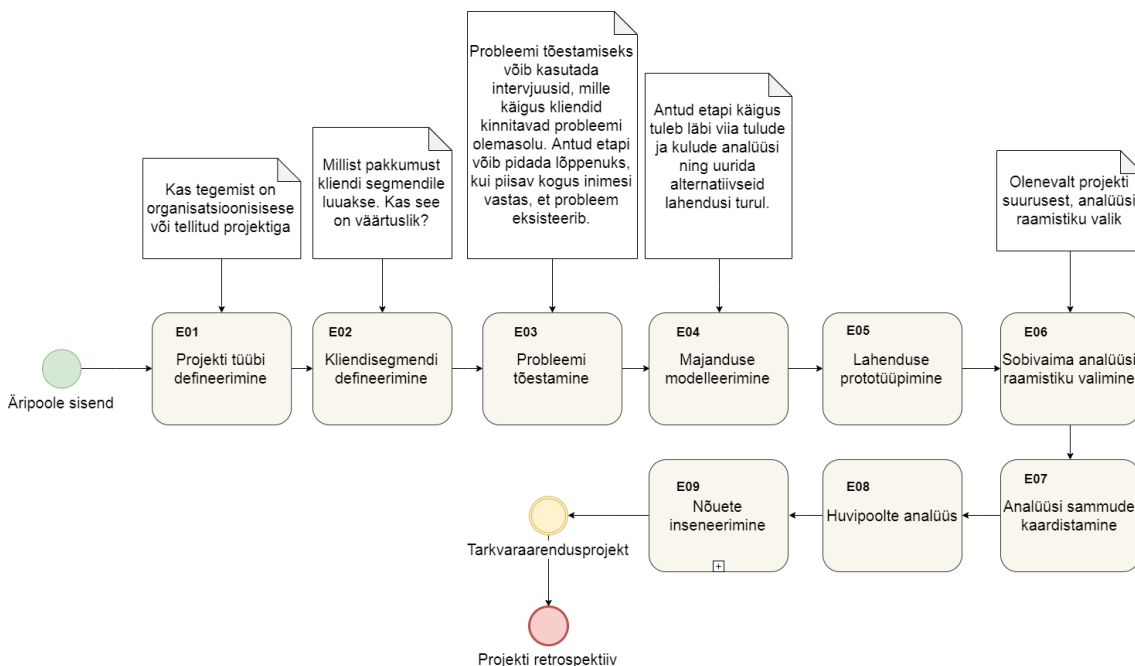 Kas tegemist on
organisatsioonisisese
või tellitud projektiga
Millist pakkumust
kliendi segmendile
luuakse. Kas see
on väärtuslik?
Probleemi tõestamiseks
võib kasutada
intervjuusid, mille
käigus kliendid
kinnitavad probleemi
olemasolu. Antud etapi
võib pidada lõppenuks,
kui piisav kogus inimesi
vastas, et probleem
eksisteerib.
Antud etapi käigus
tuleb läbi viia tulude
ja kulude analüüsi
ning uurida
alternatiivseid
lahendusi turul.
Olenevalt projekti
suurusest, analüüsi
raamistiku valik
Äripoole sisend
E01
Projekti tüübi
defineerimine
E02
Kliendisegmendi
defineerimine
E03
Probleemi
tõestamine
E04
Majanduse
modelleerimine
E05
Lahenduse
prototüüpimine
E06
Sobivaima analüüsi
raamistiku valimine
E07
Analüüsi sammude
kaardistamine
E08
Huvipoolte analüüs
E09
Nõuete
inseneerimine
Tarkvaraarendusprojekt
Projekti retrospektiiv